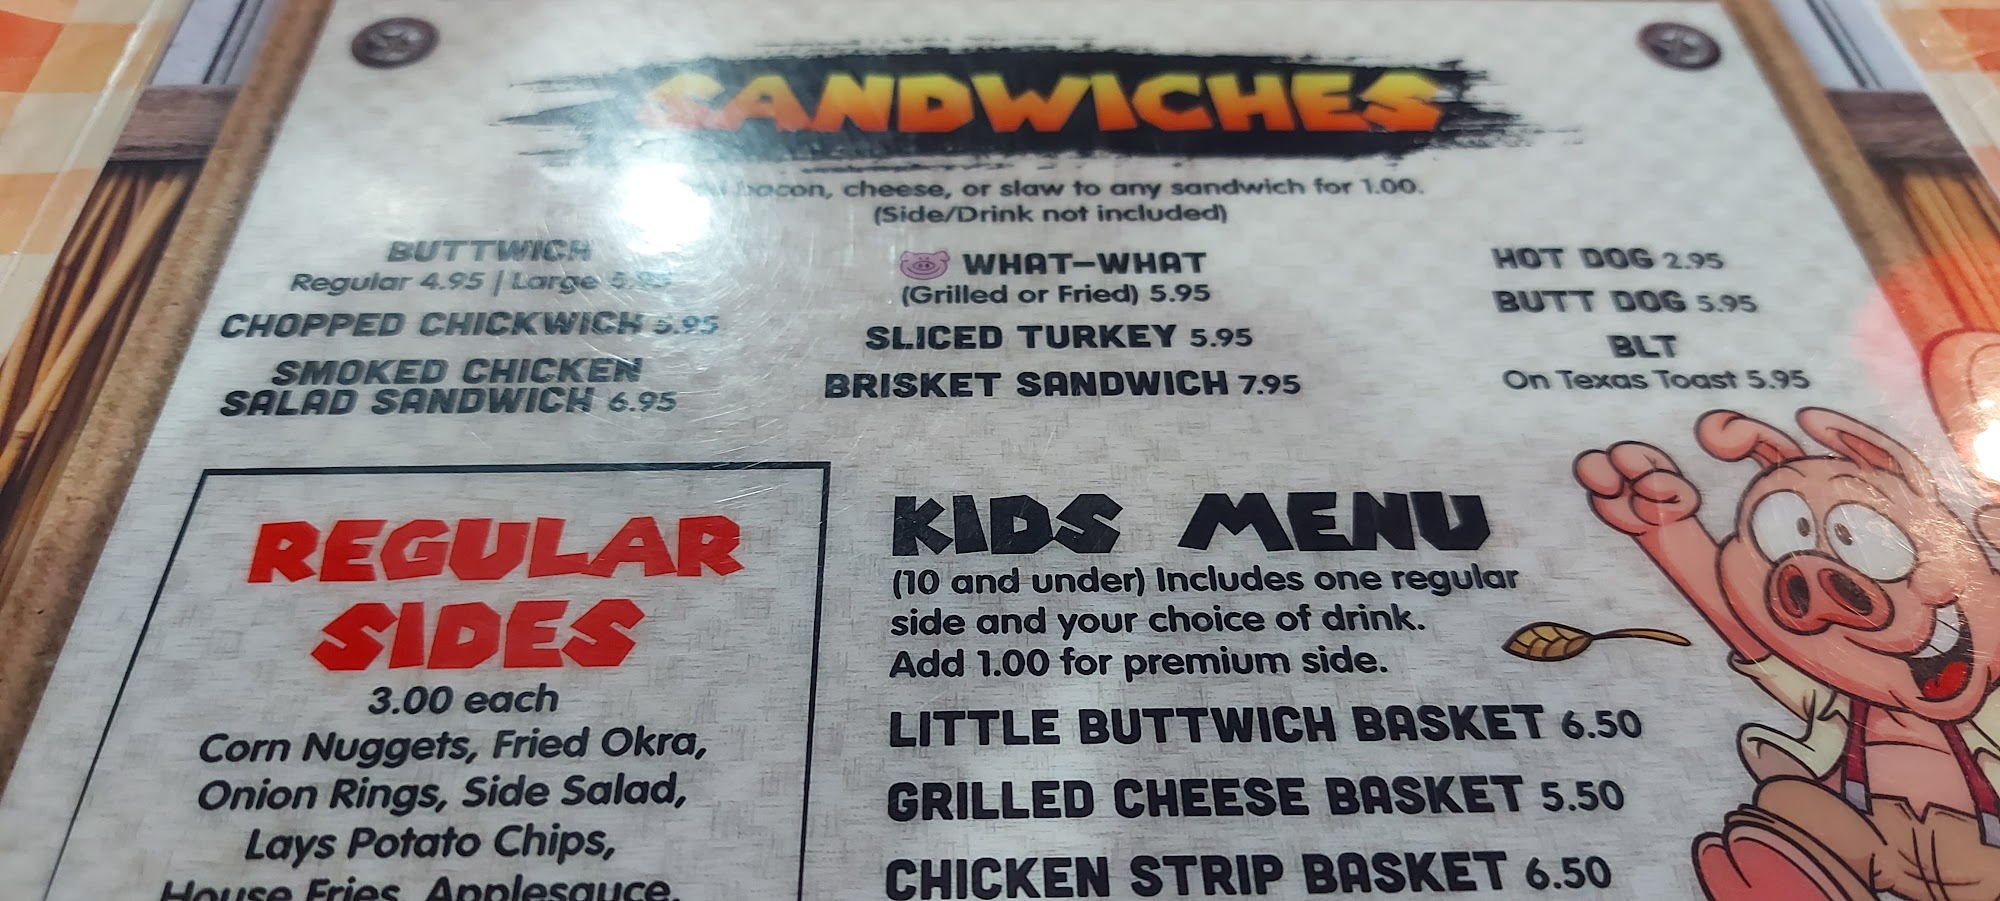 SANDWICHES
bacon, cheese, or slaw to any sandwich for 1.00.
(Side/Drink not included)
BUTTWICH
Regular 4.95 | Large 5.95
CHOPPED CHICKWICH 5.95
SMOKED CHICKEN
SALAD SANDWICH 6.95
WHAT-WHAT
(Grilled or Fried) 5.95
SLICED TURKEY 5.95
BRISKET SANDWICH 7.95
HOT DOG 2.95
BUTT DOG 5.95
BLT
On Texas Toast 5.95
REGULAR
SIDES
3.00 each
Corn Nuggets, Fried Okra,
Onion Rings, Side Salad,
Lays Potato Chips,
House Fries, Applesauce,
KIDS MENU
(10 and under) Includes one regular
side and your choice of drink.
Add 1.00 for premium side.
LITTLE BUTTWICH BASKET 6.50
GRILLED CHEESE BASKET 5.50
CHICKEN STRIP BASKET 6.50